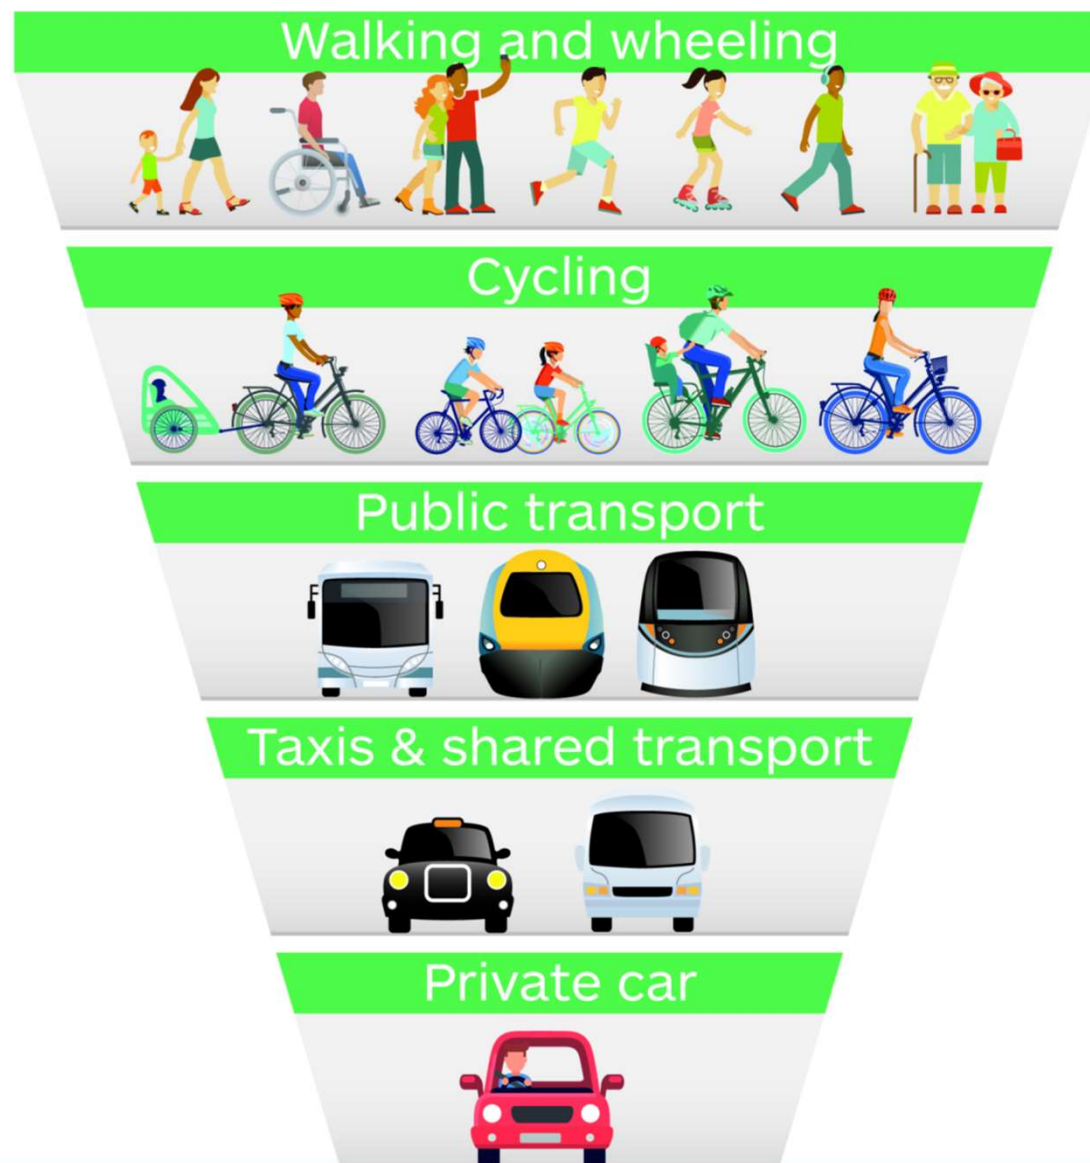 Walking and wheeling
Cycling
Public transport
Taxis & shared transport
Private car